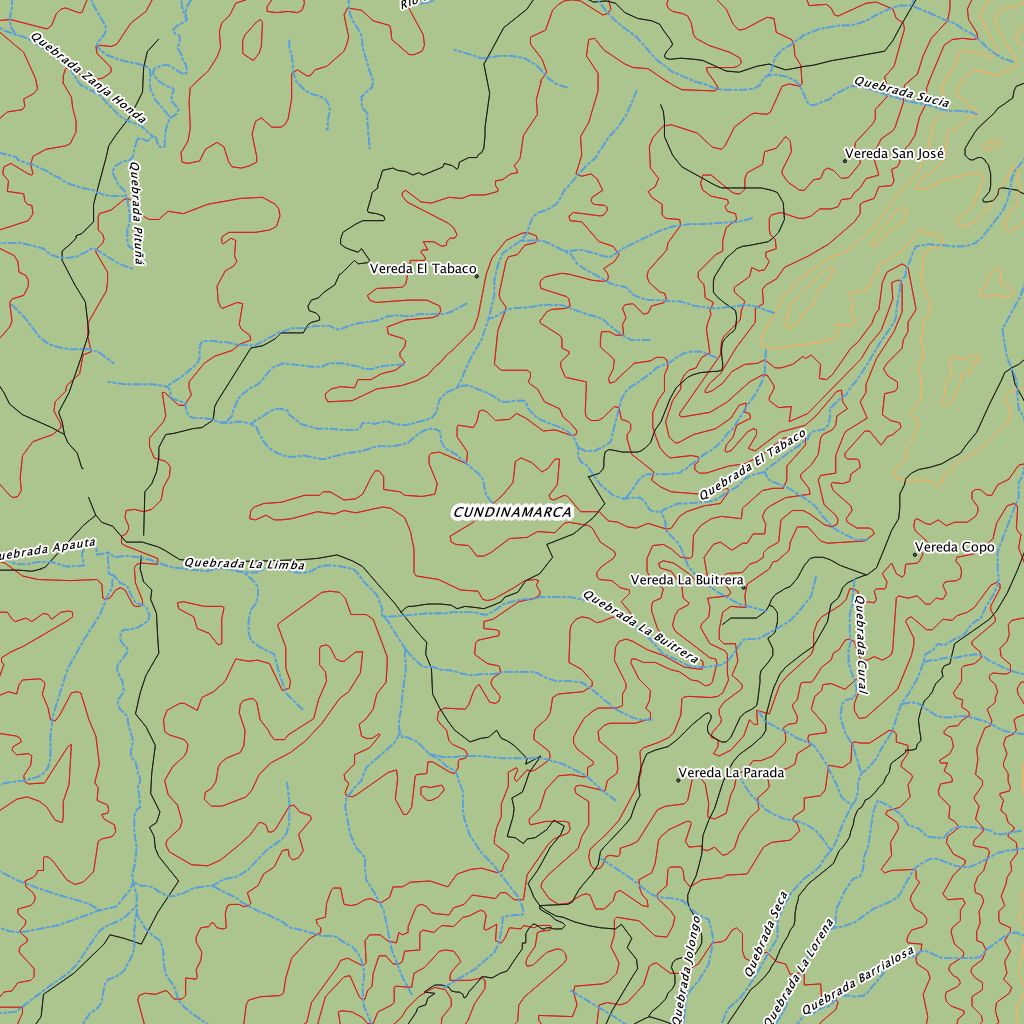 Río
Quebrada Zanja Honda
Quebrada Sucia
Vereda San José
Quebrada Pituñá
Vereda El Tabaco
Quebrada El Tabaco
CUNDINAMARCA
Quebrada Apauta
Quebrada La Limba
Vereda Copo
Vereda La Buitrera
Quebrada La Buitrera
Quebrada Cural
Vereda La Parada
Quebrada Jolongo
Quebrada Seca
Quebrada La Lorena
Quebrada Barrialosa